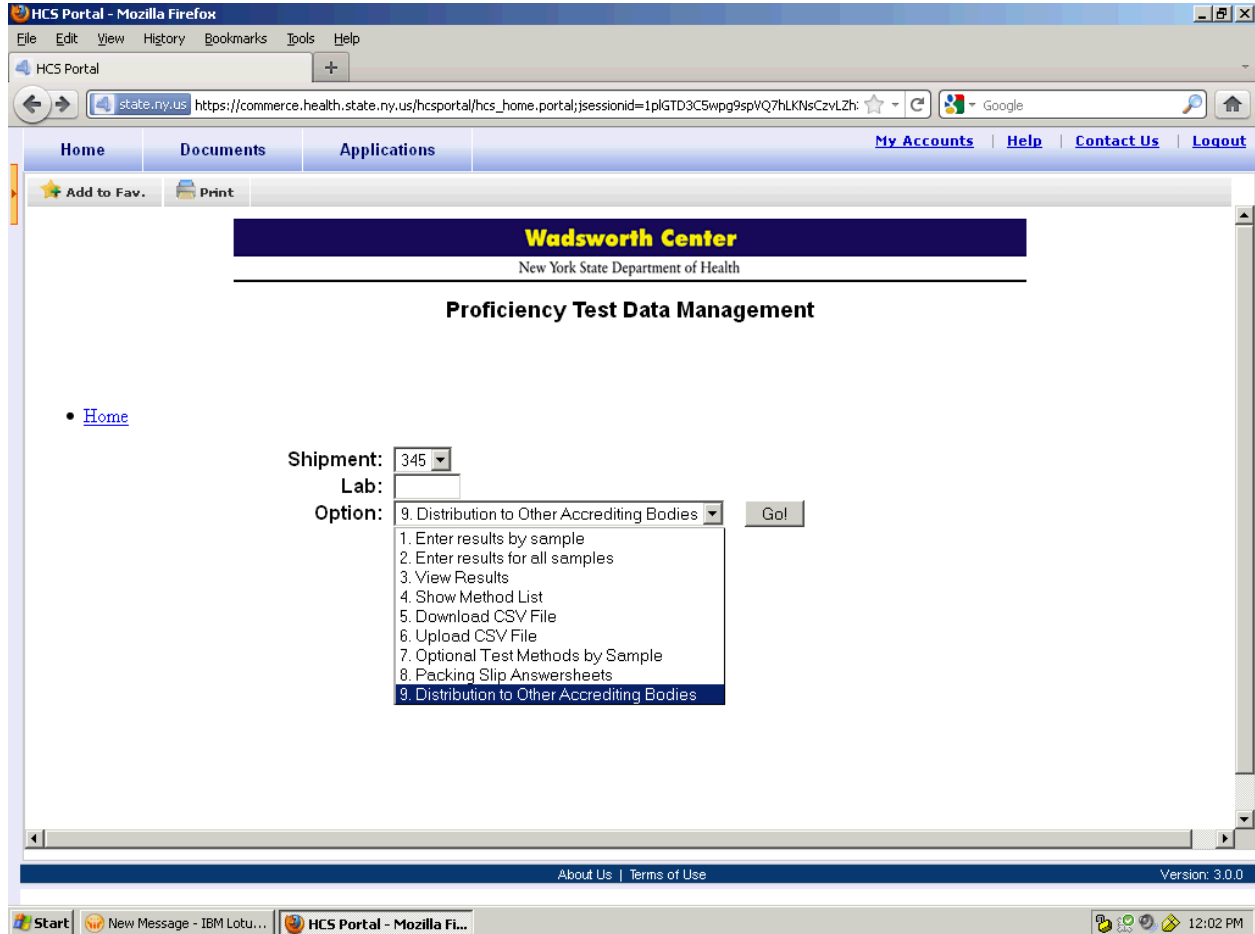 HCS Portal - Mozilla Firefox
File Edit View History Bookmarks Tools Help
HCS Portal
state.ny.us https://commerce.health.state.ny.us/hcsportal/hcs_home.portal;jsessionid=1plGTD3C5wpg9spVQ7hLKNsCzvLZh: Google
Home Documents Applications My Accounts | Help | Contact Us | Logout
Add to Fav. Print
Wadsworth Center
New York State Department of Health
Proficiency Test Data Management
• Home
Shipment: 345
Lab:
Option: 9. Distribution to Other Accrediting Bodies Go!
1. Enter results by sample
2. Enter results for all samples
3. View Results
4. Show Method List
5. Download CSV File
6. Upload CSV File
7. Optional Test Methods by Sample
8. Packing Slip Answersheets
9. Distribution to Other Accrediting Bodies
About Us | Terms of Use Version: 3.0.0
Start New Message - IBM Lotu... HCS Portal - Mozilla Fi... 12:02 PM